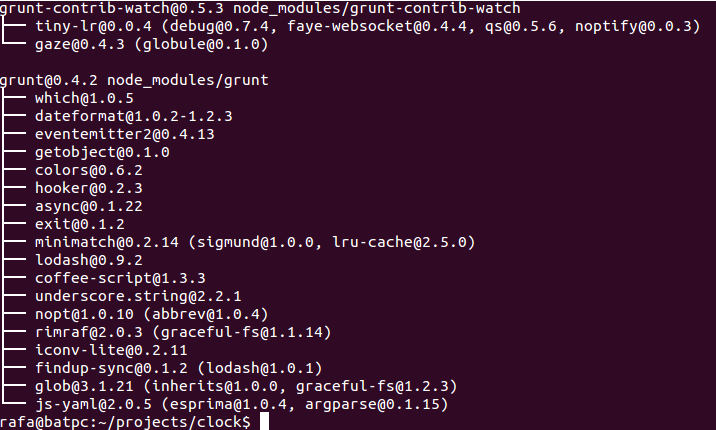 grunt-contrib-watch@0.5.3 node_modules/grunt-contrib-watch
├── tiny-lr@0.0.4 (debug@0.7.4, faye-websocket@0.4.4, qs@0.5.6, noptify@0.0.3)
└── gaze@0.4.3 (globule@0.1.0)

grunt@0.4.2 node_modules/grunt
├── which@1.0.5
├── dateformat@1.0.2-1.2.3
├── eventemitter2@0.4.13
├── getobject@0.1.0
├── colors@0.6.2
├── hooker@0.2.3
├── async@0.1.22
├── exit@0.1.2
├── minimatch@0.2.14 (sigmund@1.0.0, lru-cache@2.5.0)
├── lodash@0.9.2
├── coffee-script@1.3.3
├── underscore.string@2.2.1
├── nopt@1.0.10 (abbrev@1.0.4)
├── rimraf@2.0.3 (graceful-fs@1.1.14)
├── iconv-lite@0.2.11
├── findup-sync@0.1.2 (lodash@1.0.1)
├── glob@3.1.21 (inherits@1.0.0, graceful-fs@1.2.3)
└── js-yaml@2.0.5 (esprima@1.0.4, argparse@0.1.15)
rafa@batpc:~/projects/clock$